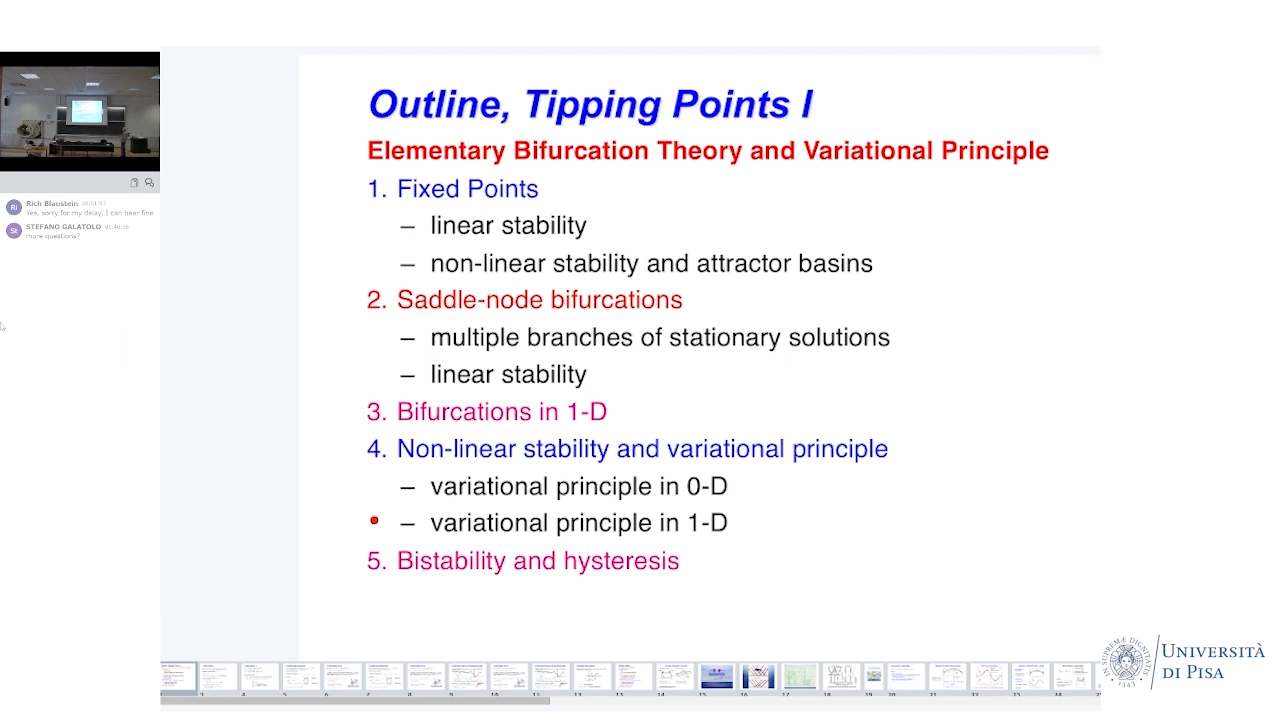 Outline, Tipping Points I
Elementary Bifurcation Theory and Variational Principle
1. Fixed Points
– linear stability
– non-linear stability and attractor basins
2. Saddle-node bifurcations
– multiple branches of stationary solutions
– linear stability
3. Bifurcations in 1-D
4. Non-linear stability and variational principle
– variational principle in 0-D
– variational principle in 1-D
5. Bistability and hysteresis
Ri Rich Blaustein
Yes, sorry for my delay, I can hear fine
St STEFANO GALATOLO
more questions?
UNIVERSITÀ
DI PISA
1343